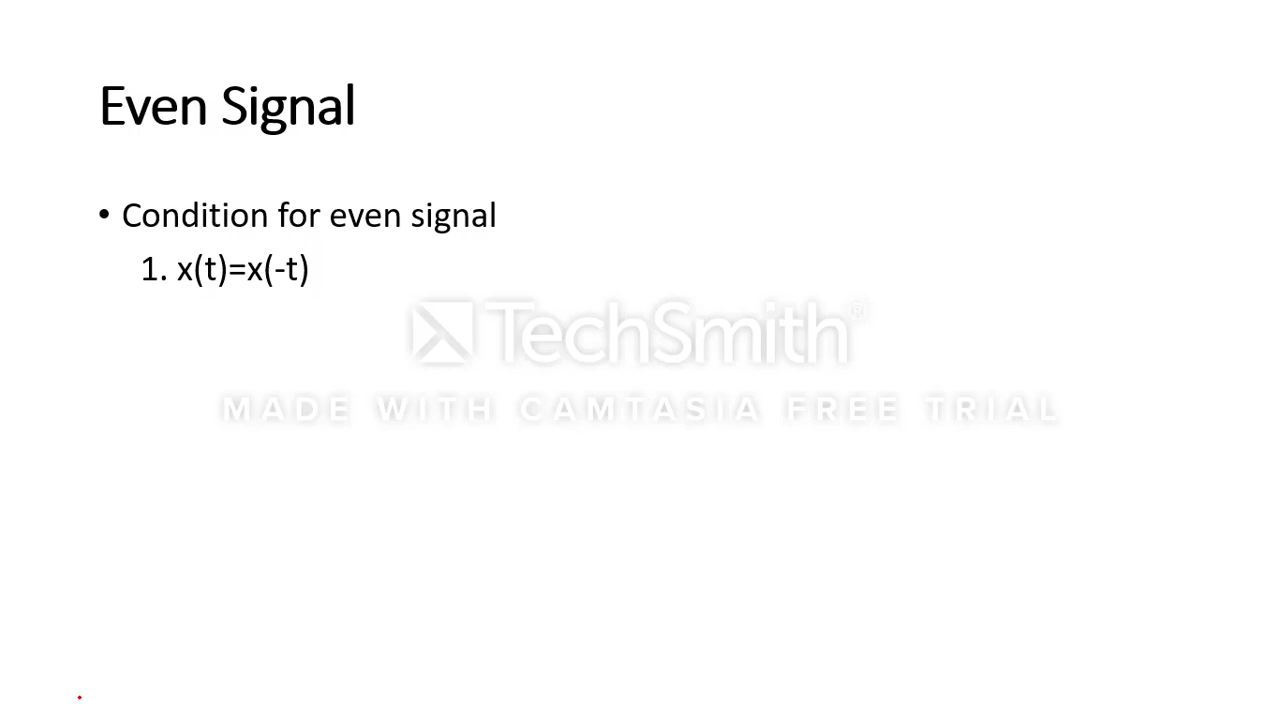 Even Signal
• Condition for even signal
1. x(t)=x(-t)
TechSmith®
MADE WITH CAMTASIA FREE TRIAL